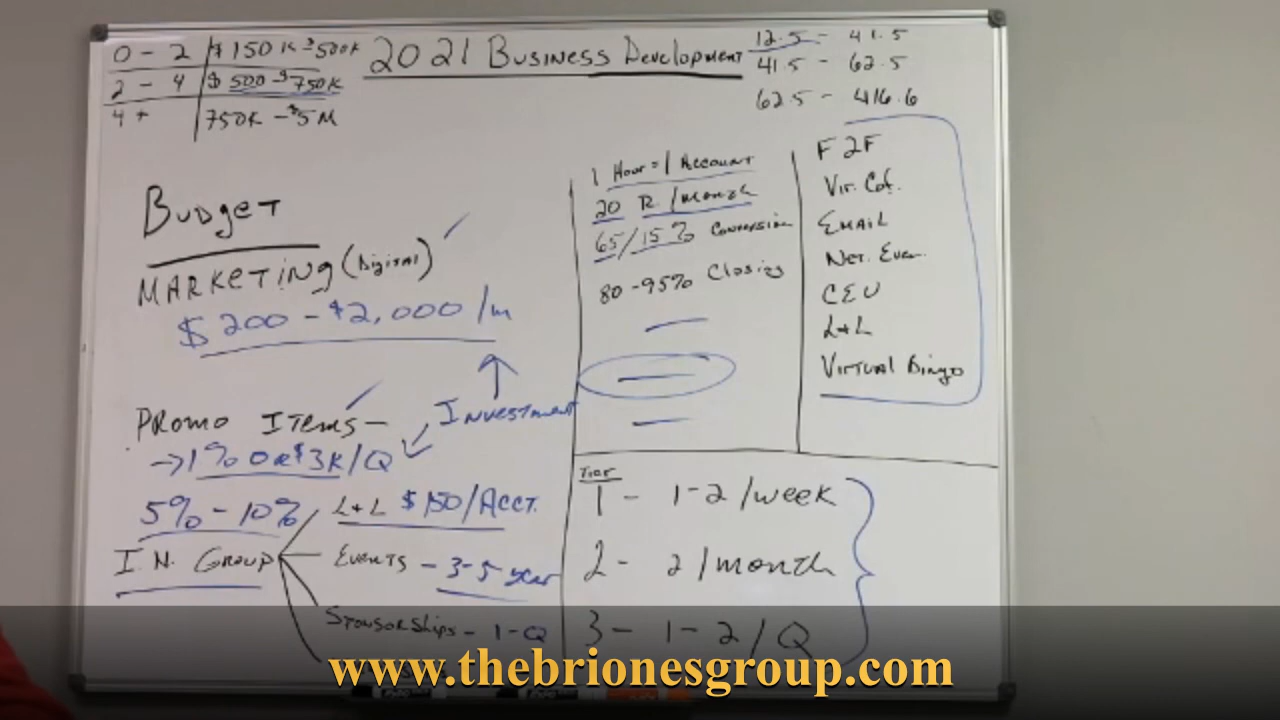 2021 Business Development
0 - 2 $150K $500K
2 - 4 $500 - $750K
4+ 750K - $5M
12.5 - 41.5
41.5 - 62.5
62.5 - 416.6
Budget
Marketing (Digital)
$200 - $2,000 /m
Investment
Promo Items -
→1% OR $3K/Q
5% - 10%
I.N. Group
L+L $150/Acct.
Events - 3-5 year
Sponsorships - 1-Q
1 Hour = 1 Account
20 R /month
65/15% Conversion
80-95% Closing
F2F
Vir. Cof.
Email
Net. Even.
CEU
L+L
Virtual Bingo
Tier
1 - 1-2 /week
2 - 2 /month
3 - 1-2 / Q
www.thebrionesgroup.com